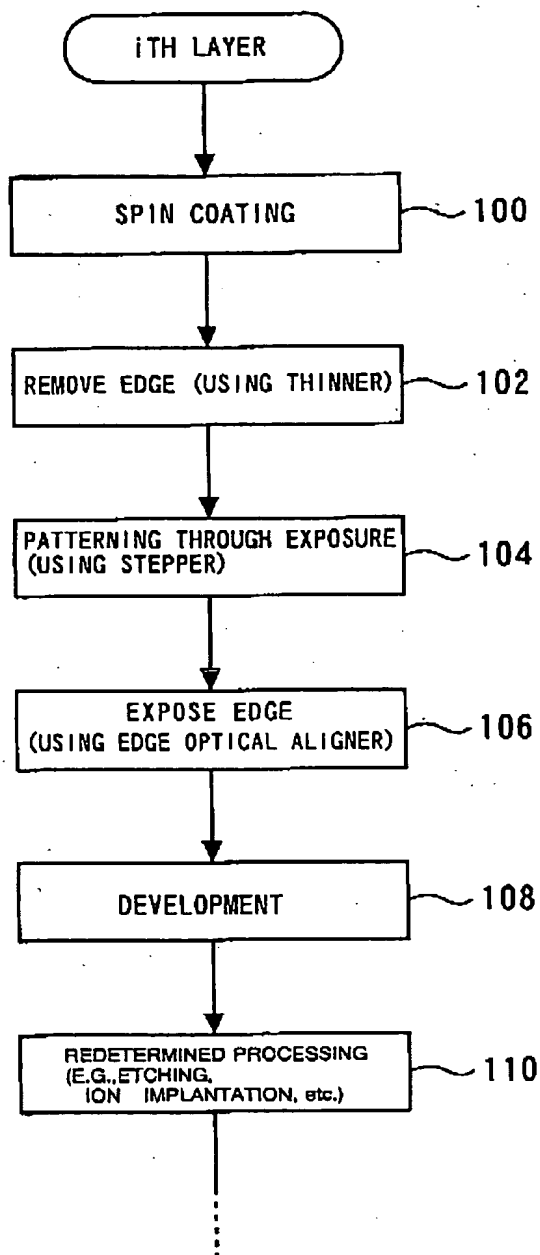 iTH LAYER
SPIN COATING
100
REMOVE EDGE (USING THINNER)
102
PATTERNING THROUGH EXPOSURE
(USING STEPPER)
104
EXPOSE EDGE
(USING EDGE OPTICAL ALIGNER)
106
DEVELOPMENT
108
REDETERMINED PROCESSING
(E.G.,ETCHING,
ION IMPLANTATION, etc.)
110